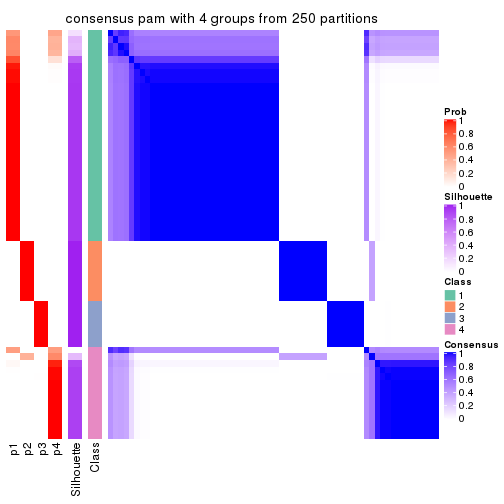 consensus pam with 4 groups from 250 partitions
Prob
1
0.8
0.6
0.4
0.2
0
Silhouette
1
0.8
0.6
0.4
0.2
0
Class
1
2
3
4
Consensus
1
0.8
0.6
0.4
0.2
0
p1
p2
p3
p4
Silhouette
Class